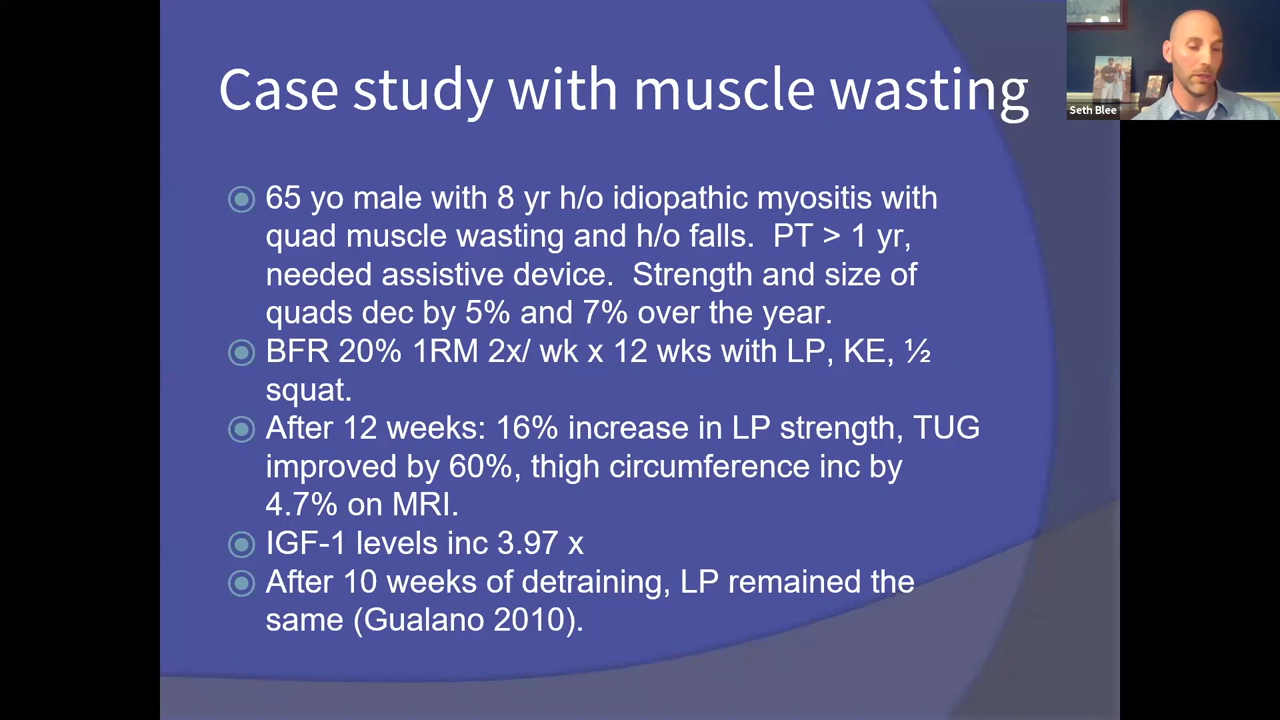 Case study with muscle wasting
65 yo male with 8 yr h/o idiopathic myositis with
quad muscle wasting and h/o falls.  PT > 1 yr,
needed assistive device.  Strength and size of
quads dec by 5% and 7% over the year.
BFR 20% 1RM 2x/ wk x 12 wks with LP, KE, ½
squat.
After 12 weeks: 16% increase in LP strength, TUG
improved by 60%, thigh circumference inc by
4.7% on MRI.
IGF-1 levels inc 3.97 x
After 10 weeks of detraining, LP remained the
same (Gualano 2010).
Seth Blee